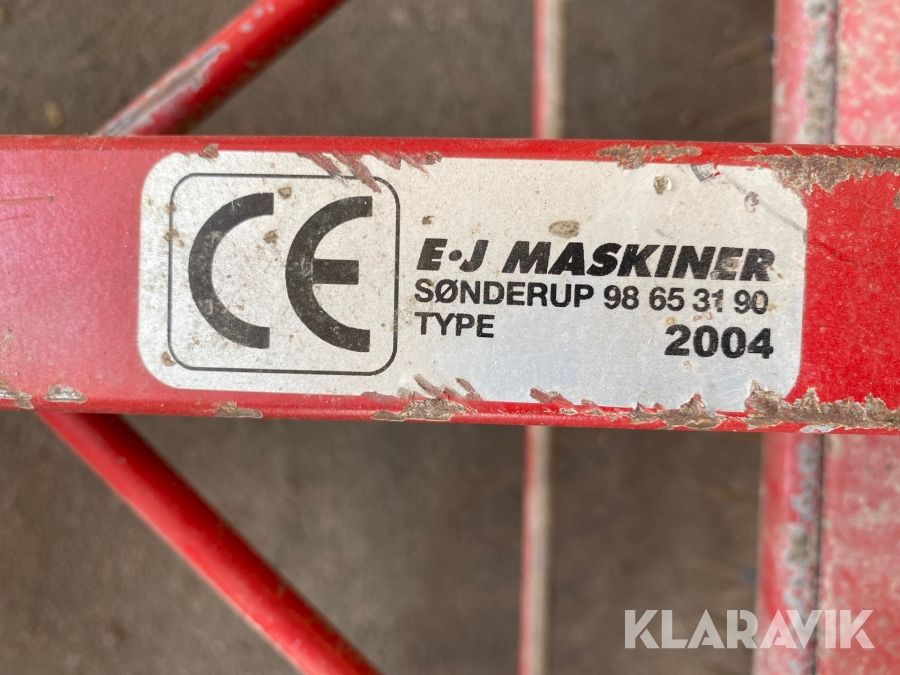 CE
E·J MASKINER
SØNDERUP 98 65 31 90
TYPE 2004
KLARAVIK